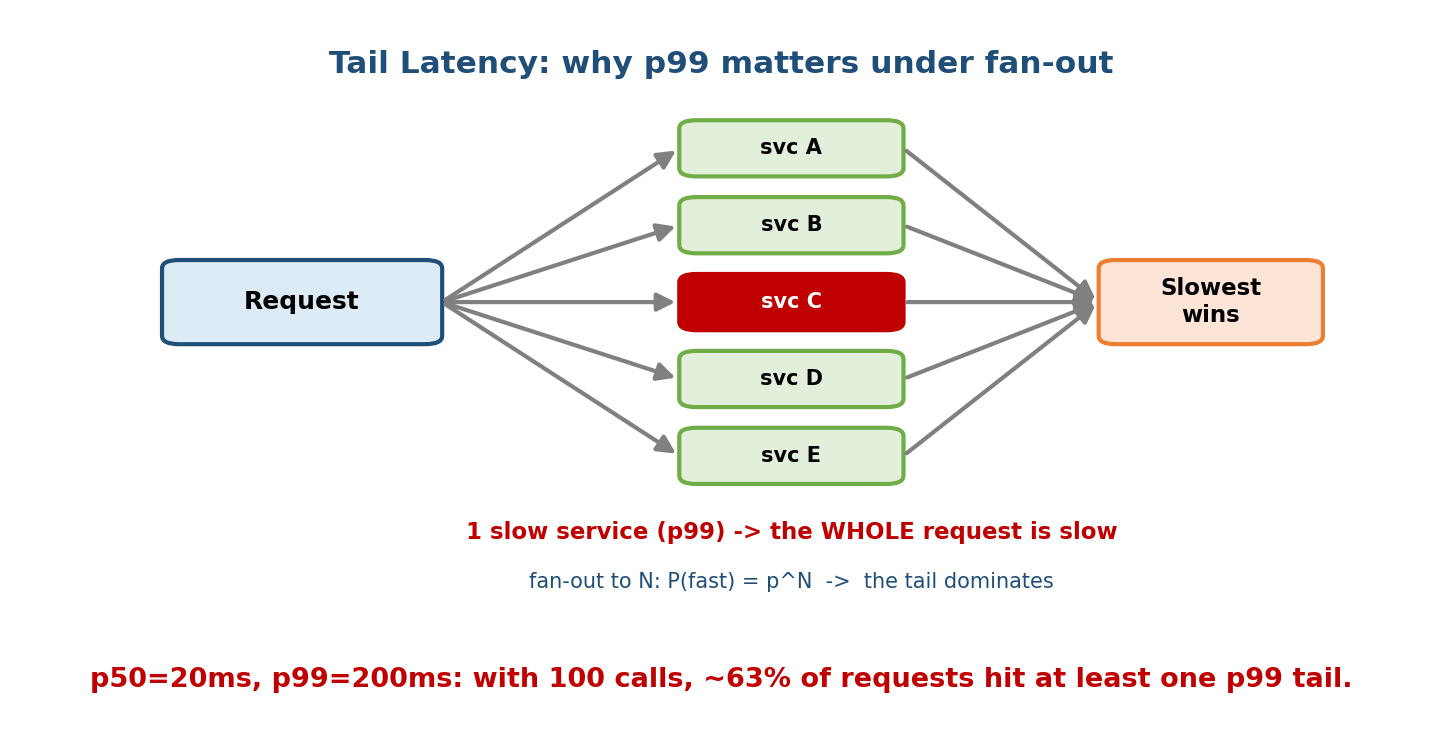 Tail Latency: why p99 matters under fan-out
svc A
svc B
Request
svc C
Slowest
wins
svc D
svc E
1 slow service (p99) -> the WHOLE request is slow
fan-out to N: P(fast) = p^N  ->  the tail dominates
p50=20ms, p99=200ms: with 100 calls, ~63% of requests hit at least one p99 tail.